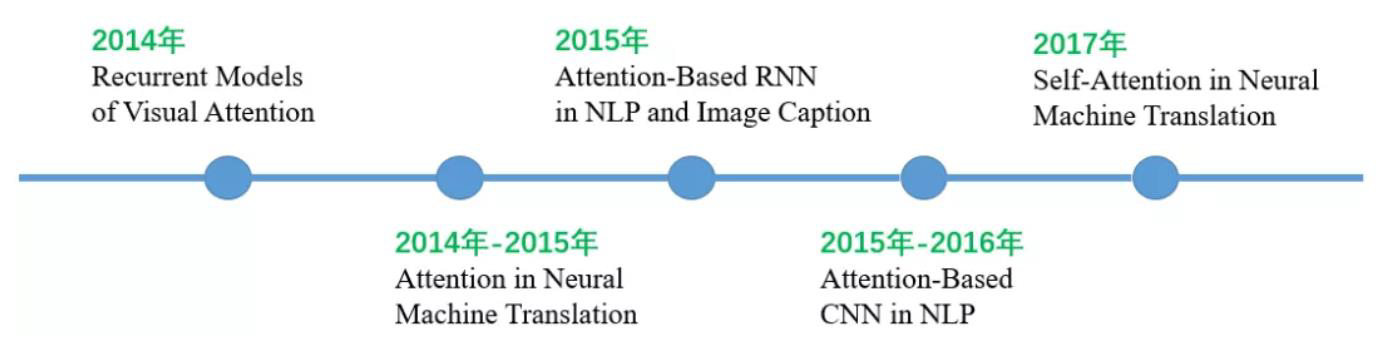 2014年
Recurrent Models
of Visual Attention
2014年-2015年
Attention in Neural
Machine Translation
2015年
Attention-Based RNN
in NLP and Image Caption
2015年-2016年
Attention-Based
CNN in NLP
2017年
Self-Attention in Neural
Machine Translation